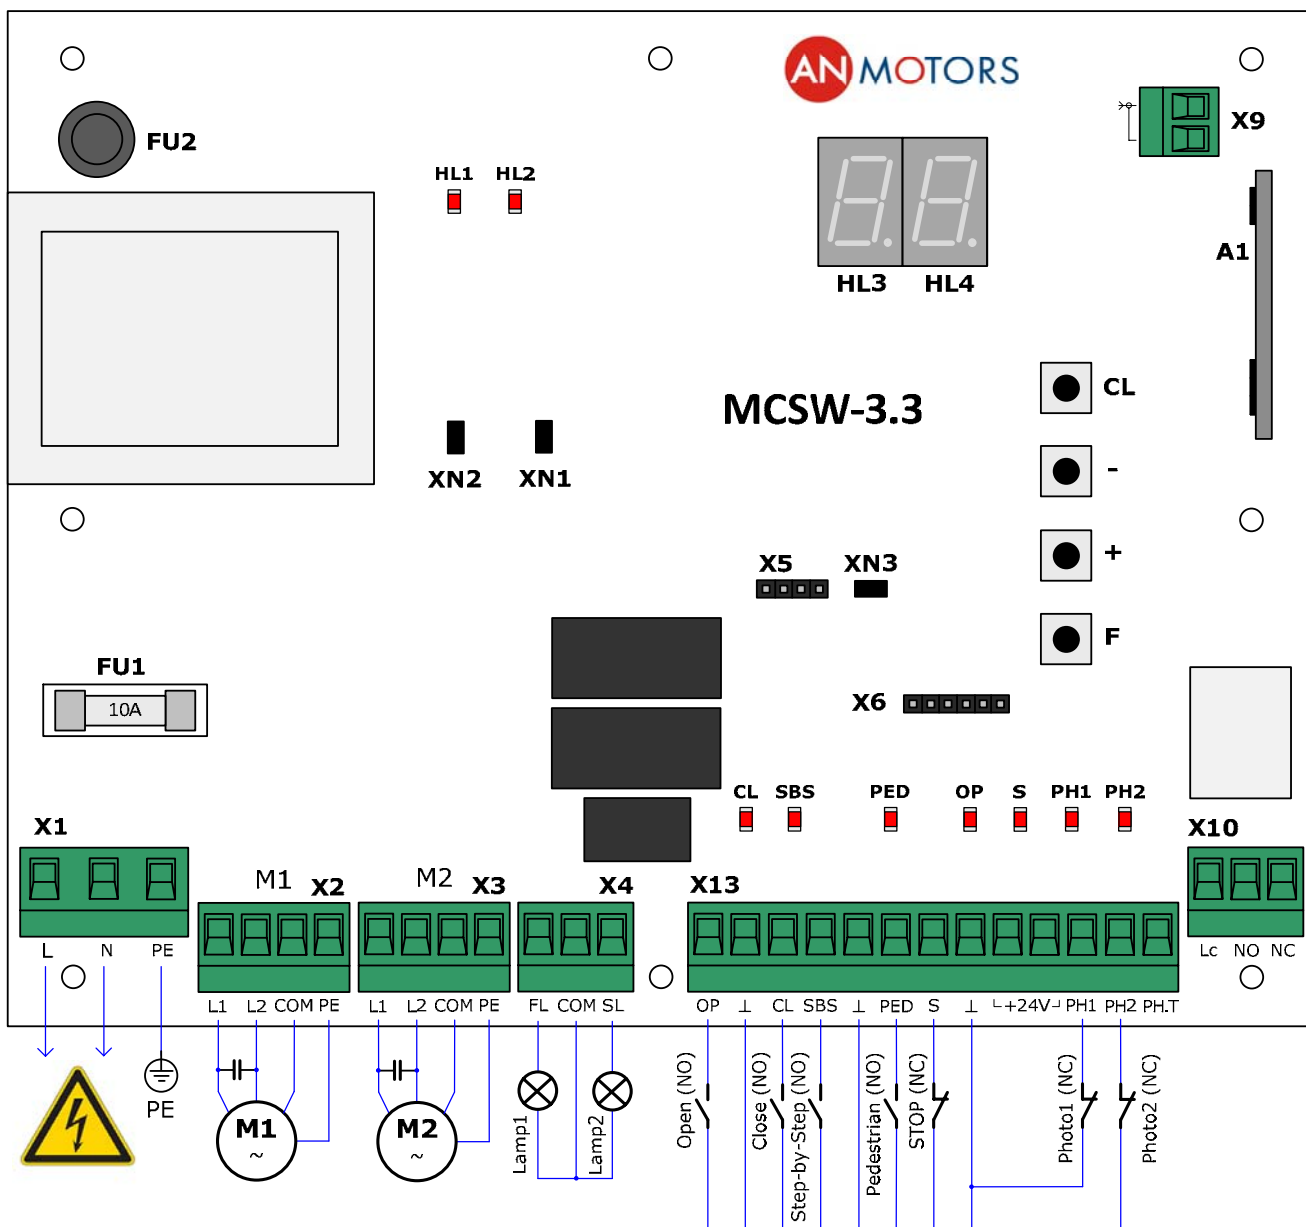 AN MOTORS
FU2
X9
HL1 HL2
A1
HL3 HL4
CL
MCSW-3.3
-
XN2 XN1
+
X5 XN3
F
FU1
10A
X6
CL SBS PED OP S PH1 PH2
X1
X10
M1 X2 M2 X3 X4 X13
L N PE
Lc NO NC
L1 L2 COM PE L1 L2 COM PE FL COM SL OP ⊥ CL SBS ⊥ PED S ⊥ +24V PH1 PH2 PH.T
PE
M1
~
M2
~
Lamp1
Lamp2
Open (NO)
Close (NO)
Step-by-Step (NO)
Pedestrian (NO)
STOP (NC)
Photo1 (NC)
Photo2 (NC)